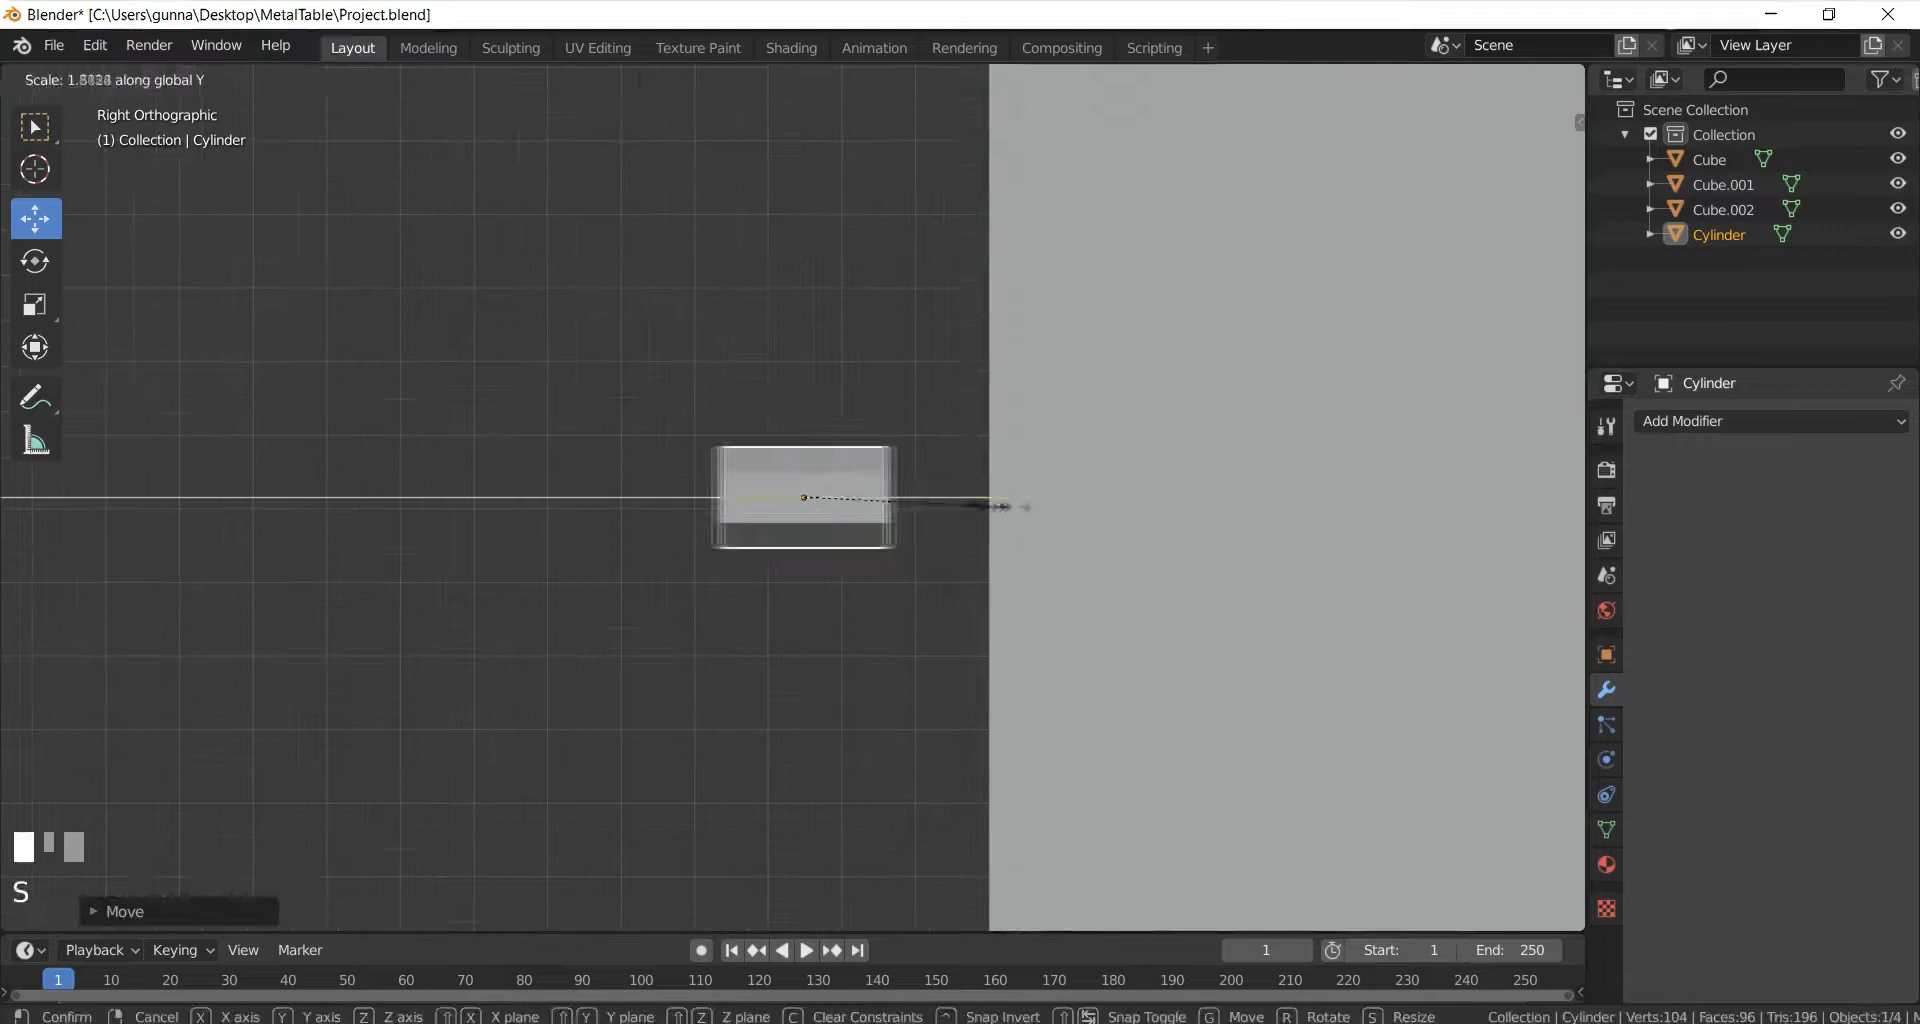 Blender* [C:\Users\gunna\Desktop\MetalTable\Project.blend]
File Edit Render Window Help Layout Modeling Sculpting UV Editing Texture Paint Shading Animation Rendering Compositing Scripting + Scene View Layer
along global Y
Scale:
Right Orthographic
(1) Collection | Cylinder
Scene Collection
Collection
Cube
Cube.001
Cube.002
Cylinder
Cylinder
Add Modifier
S
Move
Playback Keying View Marker 1 Start: 1 End: 250
1 10 20 30 40 50 60 70 80 90 100 110 120 130 140 150 160 170 180 190 200 210 220 230 240 250
Confirm Cancel X X axis Y Y axis Z Z axis X X plane Y Y plane Z Z plane C Clear Constraints Snap Invert Snap Toggle G Move R Rotate S Resize Collection | Cylinder | Verts:104 | Faces:96 | Tris:196 | Objects:1/4 |